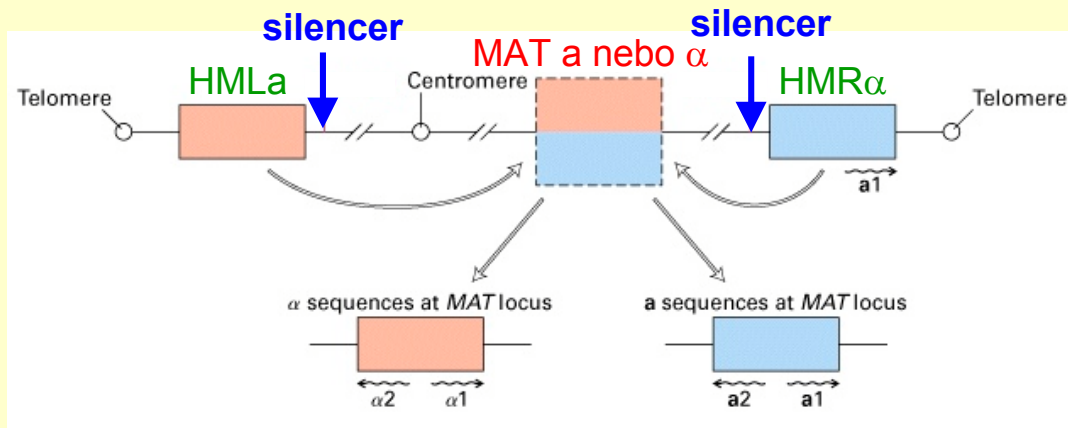 silencer
silencer
MAT a nebo α
HMLa
Centromere
HMRα
Telomere
Telomere
a1
α sequences at MAT locus
a sequences at MAT locus
α2 α1
a2 a1